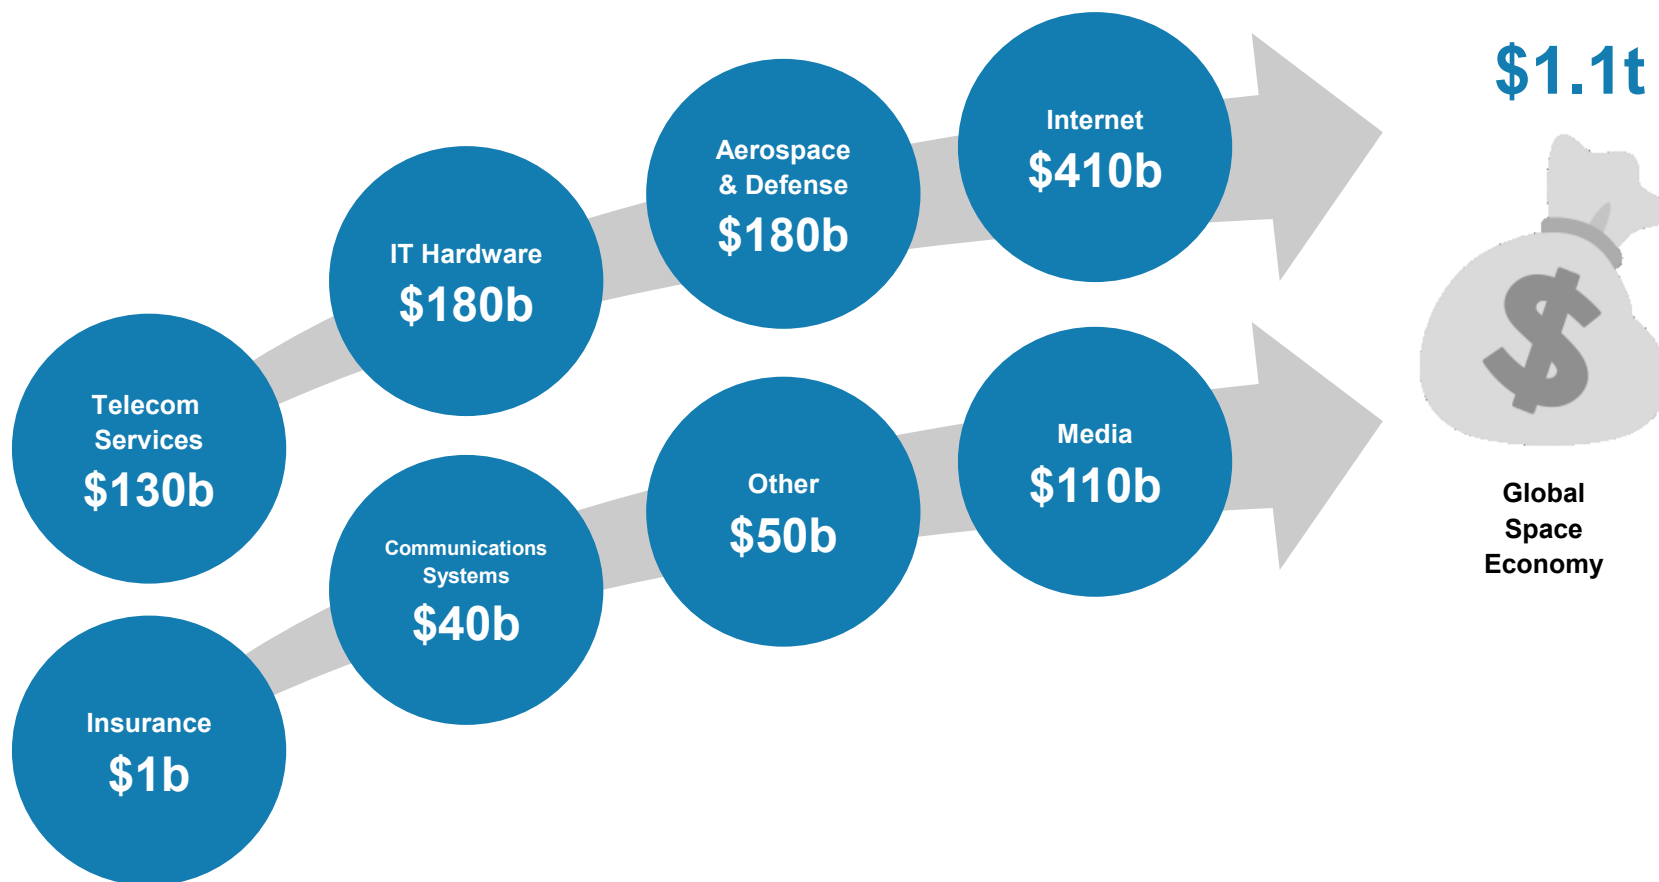 Telecom
Services
$130b
IT Hardware
$180b
Aerospace
& Defense
$180b
Internet
$410b
Insurance
$1b
Communications
Systems
$40b
Other
$50b
Media
$110b
$1.1t
$
Global
Space
Economy